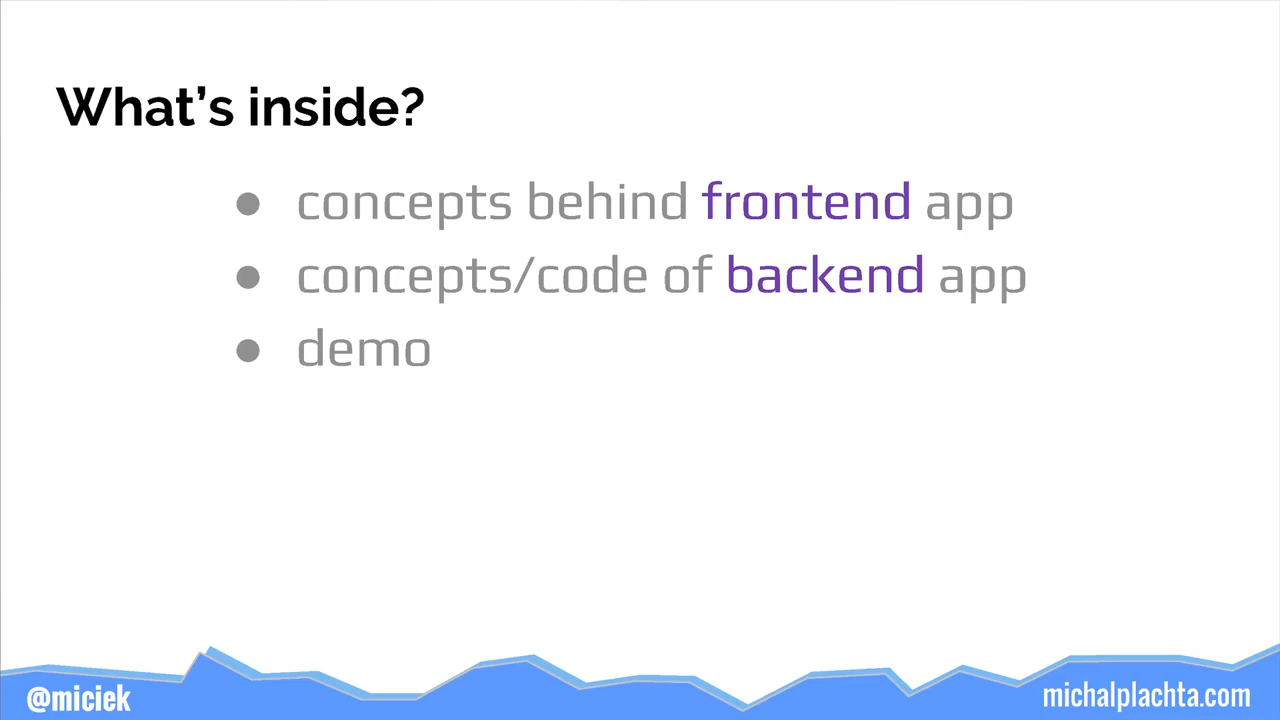 What’s inside?
● concepts behind frontend app
● concepts/code of backend app
● demo
@miciek
michalplachta.com